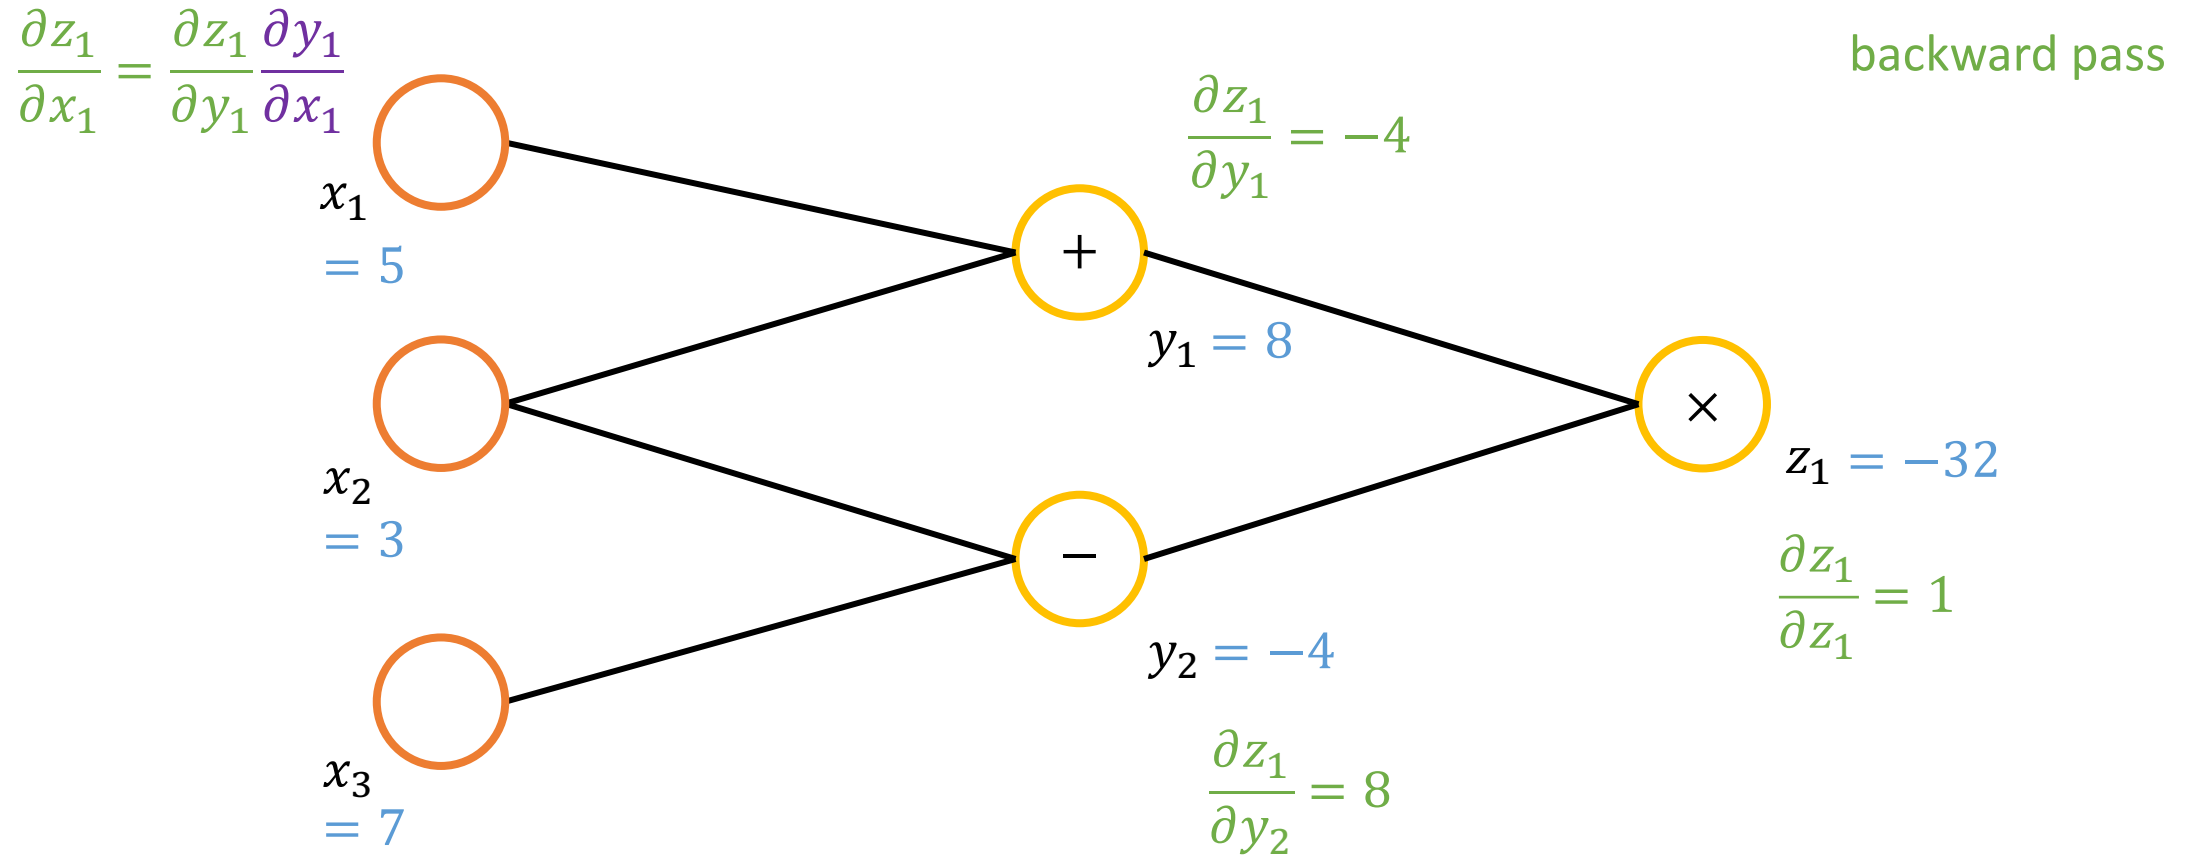 ∂z₁/∂x₁ = ∂z₁/∂y₁ ∂y₁/∂x₁
backward pass
∂z₁/∂y₁ = −4
x₁
= 5
+
y₁ = 8
×
x₂
= 3
z₁ = −32
−
∂z₁/∂z₁ = 1
y₂ = −4
x₃
= 7
∂z₁/∂y₂ = 8